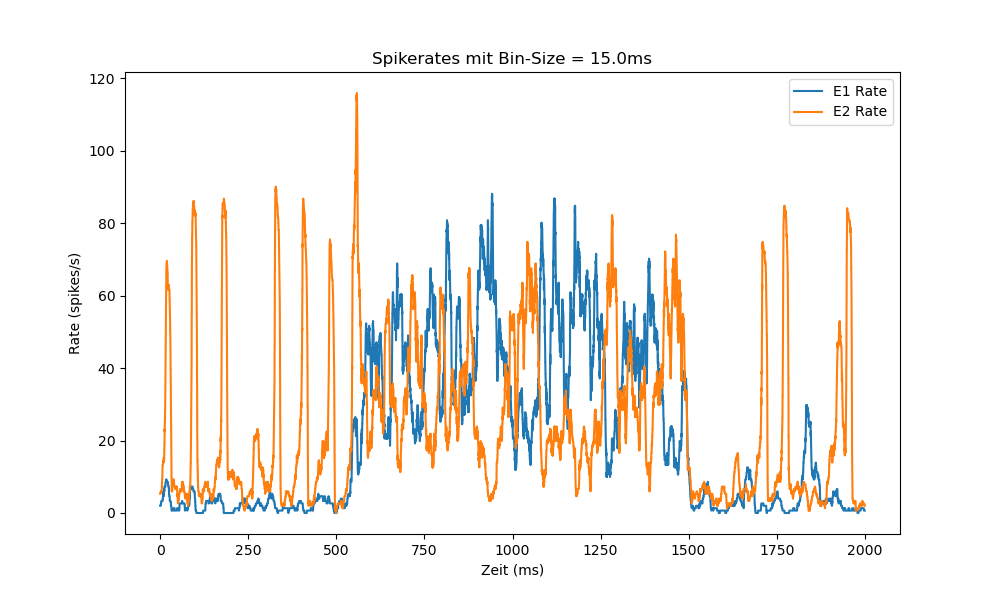 Spikerates mit Bin-Size = 15.0ms
E1 Rate
E2 Rate
Rate (spikes/s)
120
100
80
60
40
20
0
0 250 500 750 1000 1250 1500 1750 2000
Zeit (ms)